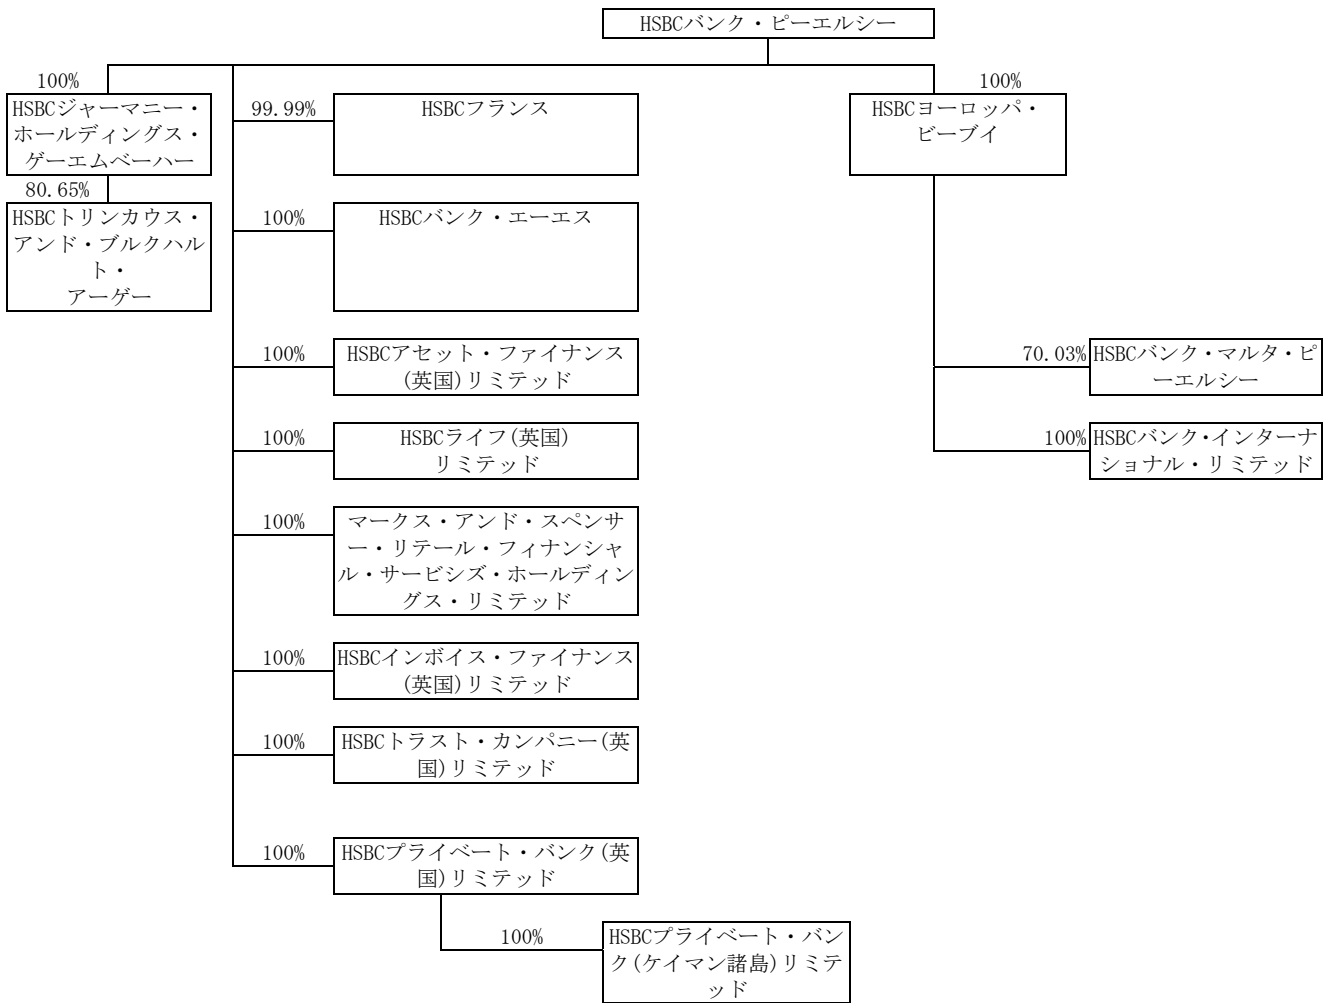 HSBCバンク・ピーエルシー
100%
100%
HSBCジャーマニー・
ホールディングス・
ゲーエムベーハー
99.99%
HSBCフランス
HSBCヨーロッパ・
ビーブイ
80.65%
HSBCトリンカウス・
アンド・ブルクハル
ト・
アーゲー
100%
HSBCバンク・エーエス
100%
HSBCアセット・ファイナンス
(英国)リミテッド
70.03%
HSBCバンク・マルタ・ピ
ーエルシー
100%
HSBCライフ(英国)
リミテッド
100%
HSBCバンク・インターナ
ショナル・リミテッド
100%
マークス・アンド・スペンサ
ー・リテール・フィナンシャ
ル・サービシズ・ホールディン
グス・リミテッド
100%
HSBCインボイス・ファイナンス
(英国)リミテッド
100%
HSBCトラスト・カンパニー(英
国)リミテッド
100%
HSBCプライベート・バンク(英
国)リミテッド
100%
HSBCプライベート・バン
ク(ケイマン諸島)リミテ
ッド